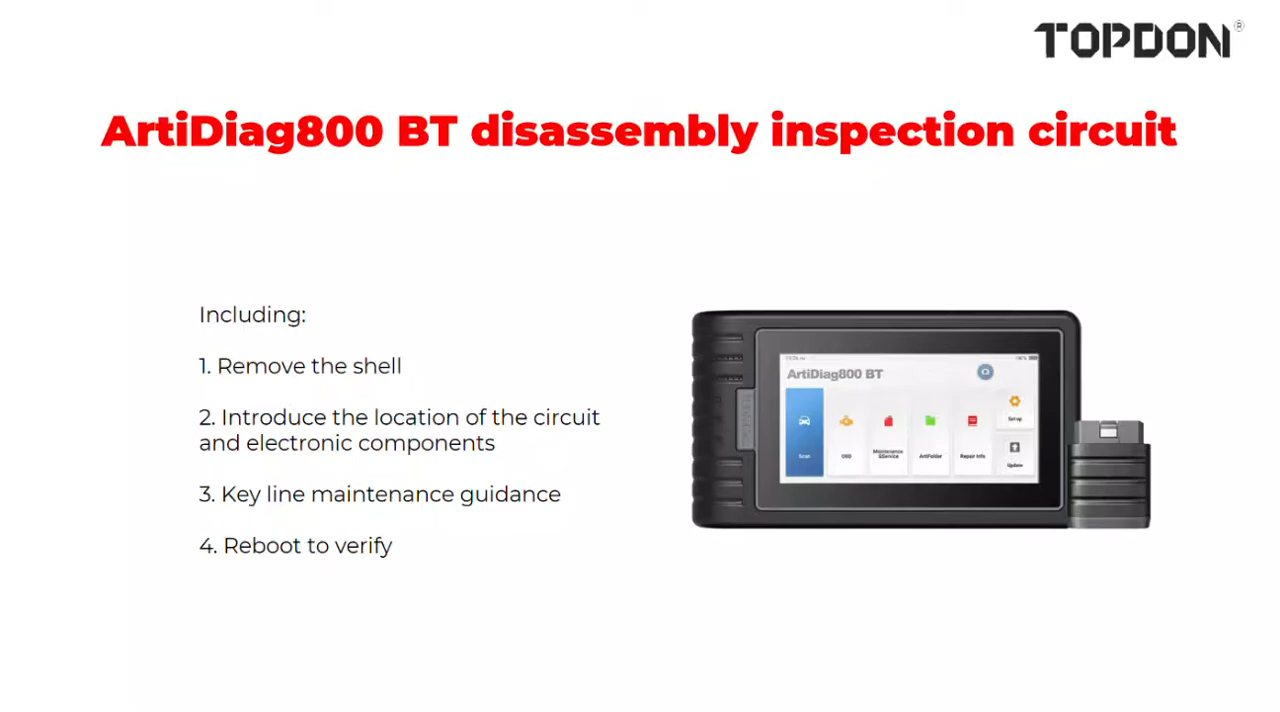 TOPDON®
ArtiDiag800 BT disassembly inspection circuit
Including:
1. Remove the shell
2. Introduce the location of the circuit
and electronic components
3. Key line maintenance guidance
4. Reboot to verify
ArtiDiag800 BT
Scan
OBD
Maintenance
&Service
ArtiFolder
Repair Info
Set up
Update